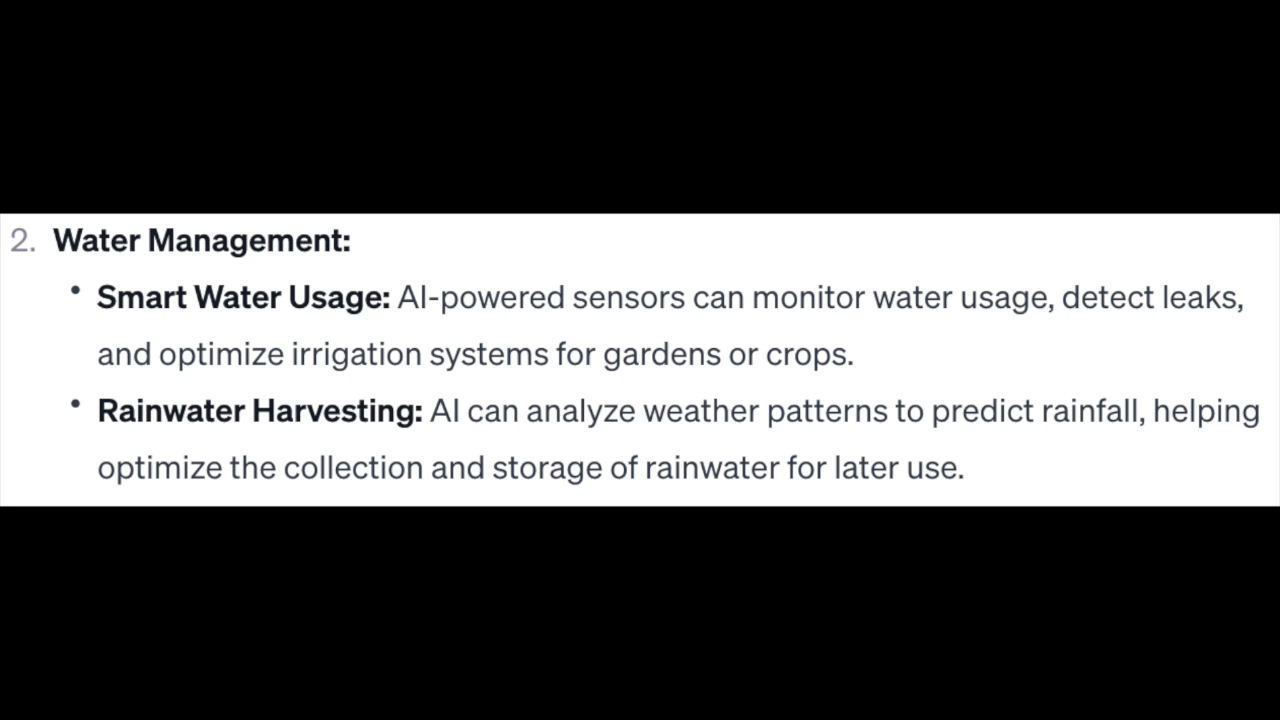 2. Water Management:
• Smart Water Usage: AI-powered sensors can monitor water usage, detect leaks,
and optimize irrigation systems for gardens or crops.
• Rainwater Harvesting: AI can analyze weather patterns to predict rainfall, helping
optimize the collection and storage of rainwater for later use.